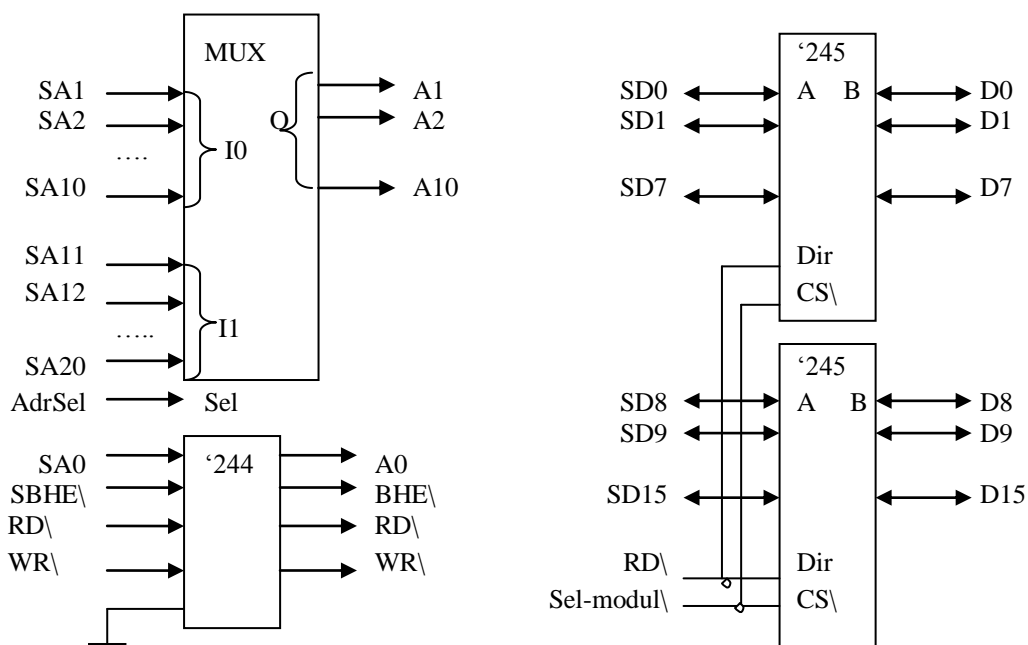 MUX
SA1
SA2
....
SA10
I0
SA11
SA12
.....
SA20
I1
AdrSel
Sel
O
A1
A2
A10
SA0
SBHE\
RD\
WR\
‘244
A0
BHE\
RD\
WR\
‘245
SD0 A B D0
SD1 D1
SD7 D7
Dir
CS\
‘245
SD8 A B D8
SD9 D9
SD15 D15
RD\ Dir
Sel-modul\ CS\